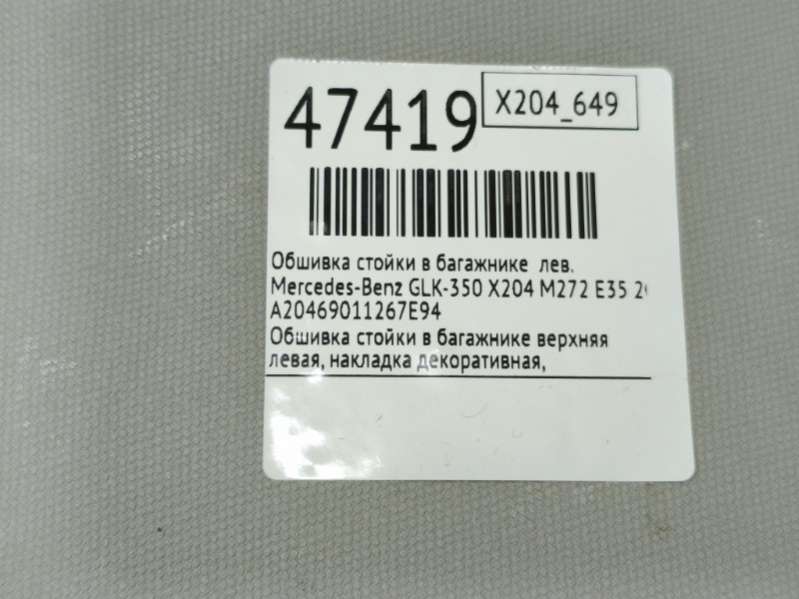 47419
X204_649
Обшивка стойки в багажнике лев.
Mercedes-Benz GLK-350 X204 M272 E35
A20469011267E94
Обшивка стойки в багажнике верхняя
левая, накладка декоративная,